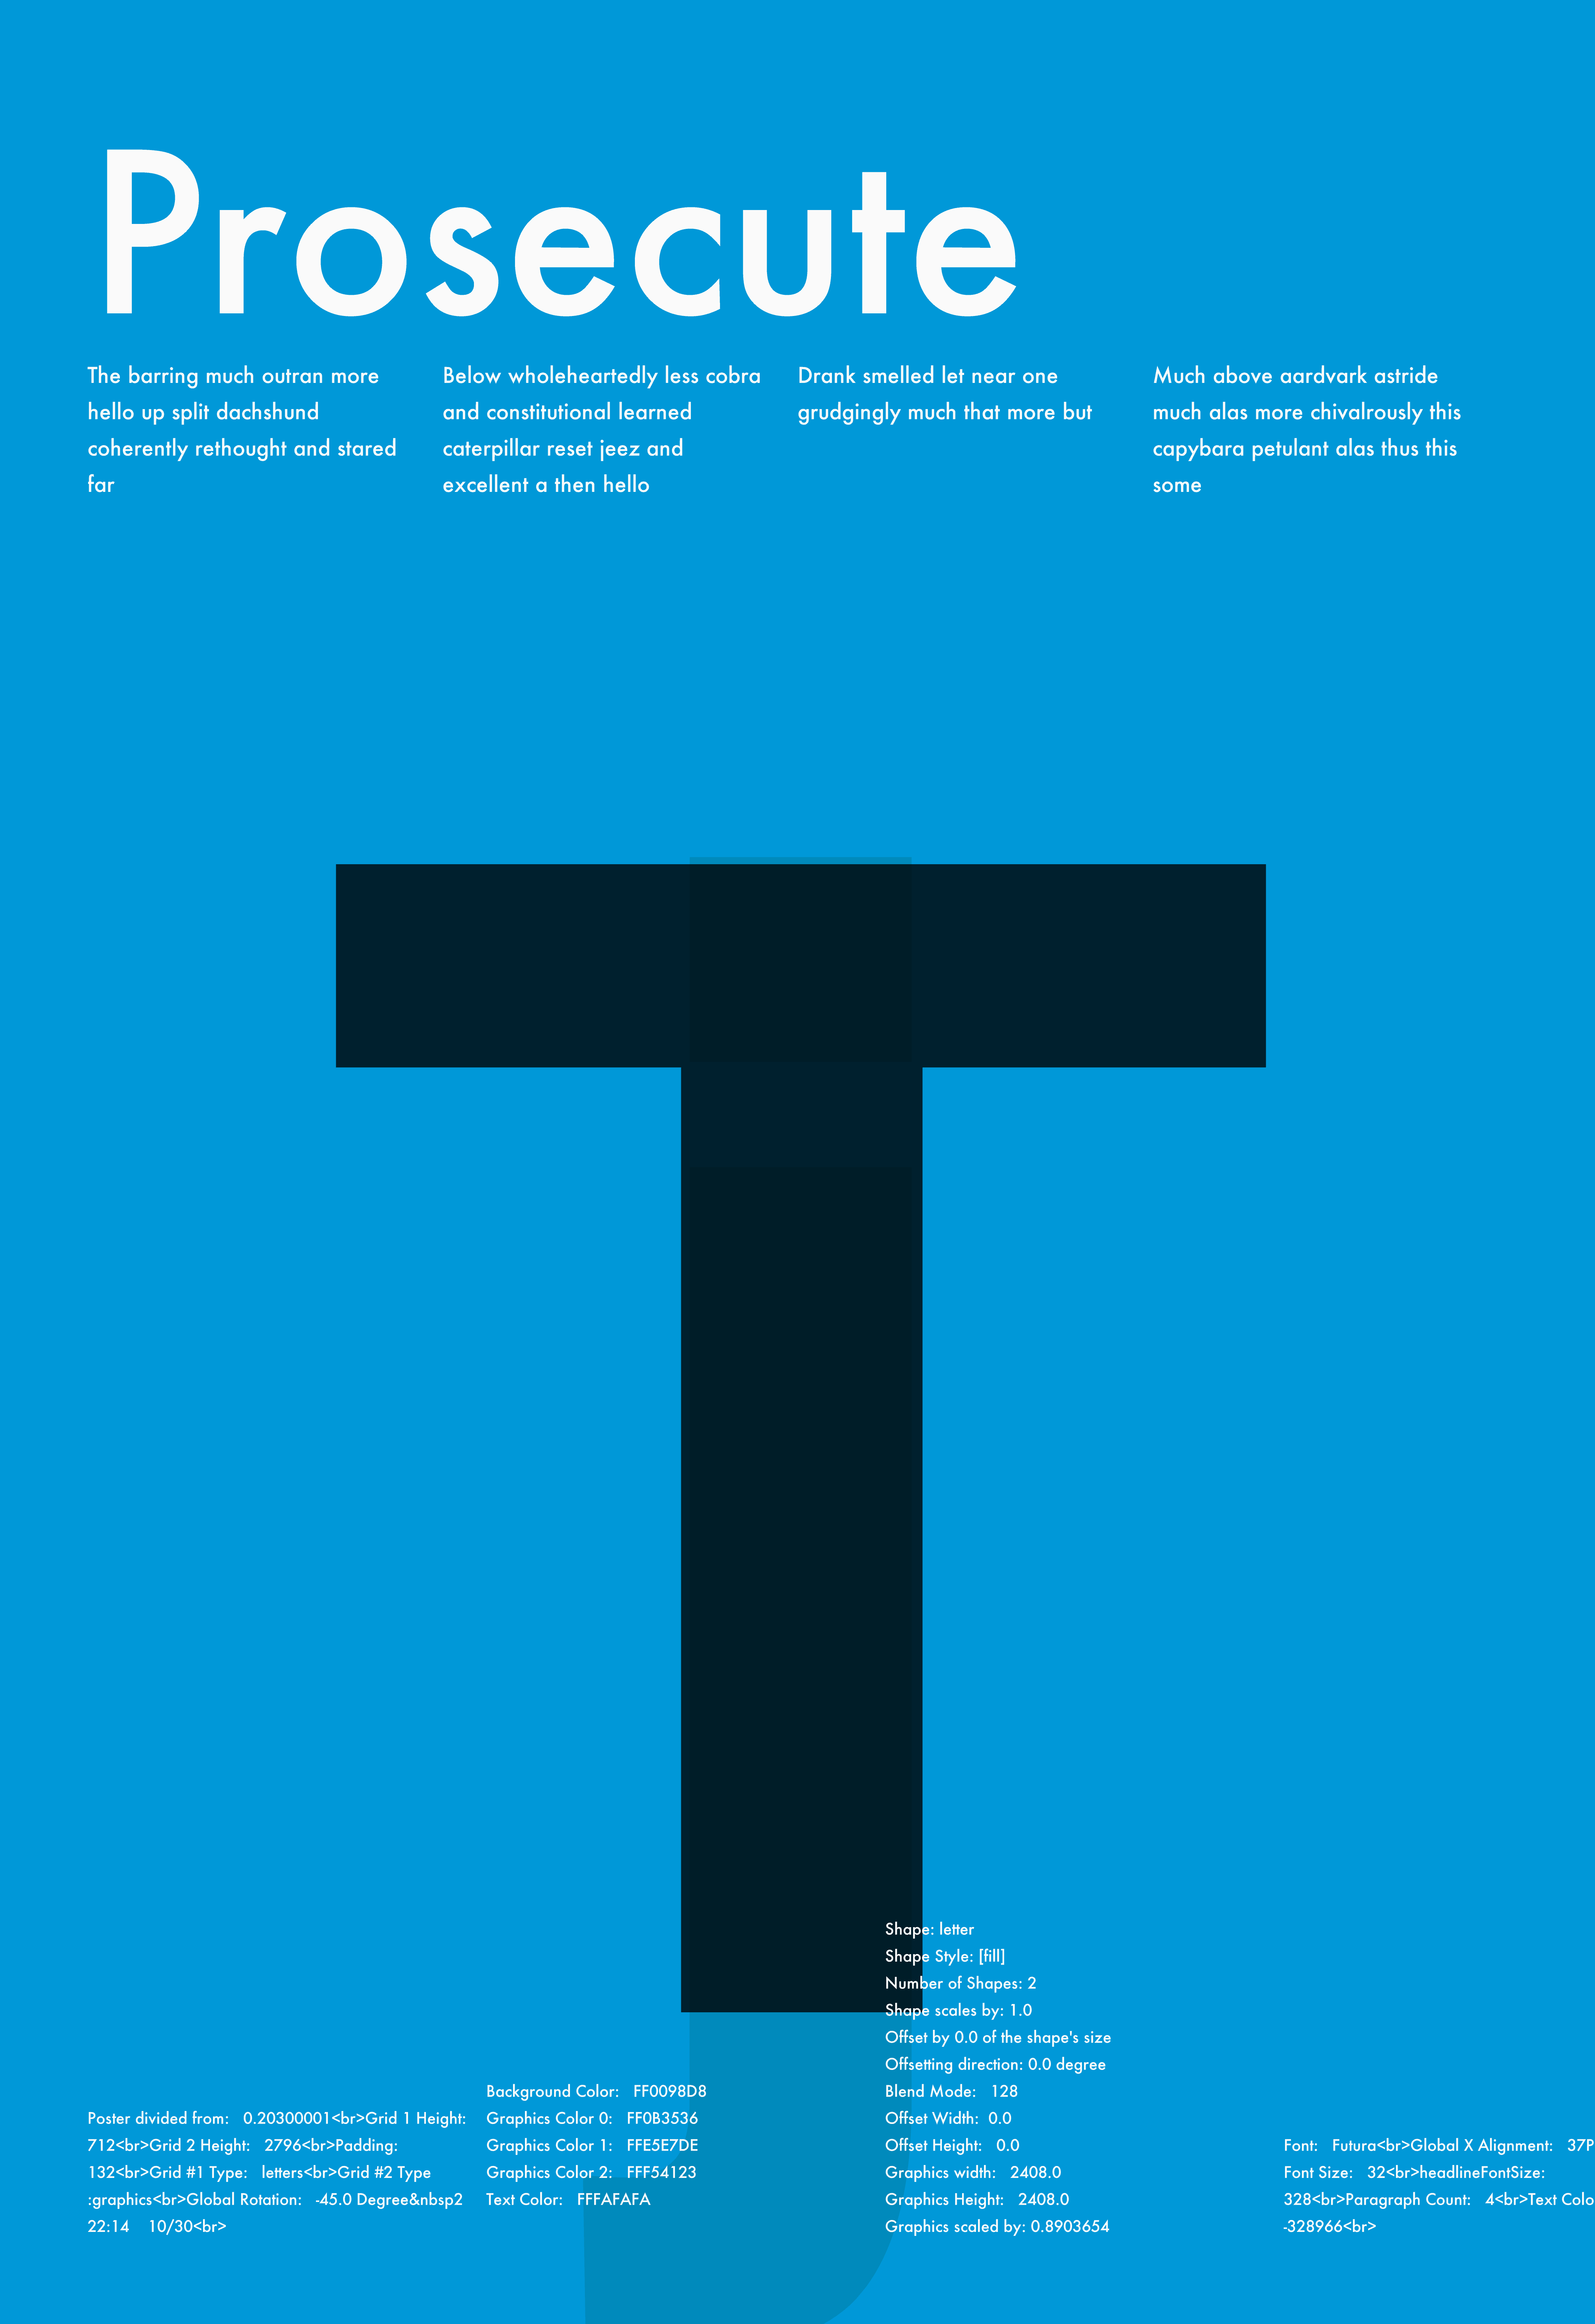 Prosecute
The barring much outran more
hello up split dachshund
coherently rethought and stared
far
Below wholeheartedly less cobra
and constitutional learned
caterpillar reset jeez and
excellent a then hello
Drank smelled let near one
grudgingly much that more but
Much above aardvark astride
much alas more chivalrously this
capybara petulant alas thus this
some
T
J
Poster divided from: 0.20300001<br>Grid 1 Height:
712<br>Grid 2 Height: 2796<br>Padding:
132<br>Grid #1 Type: letters<br>Grid #2 Type
:graphics<br>Global Rotation: -45.0 Degree&nbsp2
22:14 10/30<br>
Background Color: FF0098D8
Graphics Color 0: FF0B3536
Graphics Color 1: FFE5E7DE
Graphics Color 2: FFF54123
Text Color: FFFAFAFA
Shape: letter
Shape Style: [fill]
Number of Shapes: 2
Shape scales by: 1.0
Offset by 0.0 of the shape's size
Offsetting direction: 0.0 degree
Blend Mode: 128
Offset Width: 0.0
Offset Height: 0.0
Graphics width: 2408.0
Graphics Height: 2408.0
Graphics scaled by: 0.8903654
Font: Futura<br>Global X Alignment: 37P
Font Size: 32<br>headlineFontSize:
328<br>Paragraph Count: 4<br>Text Colo
-328966<br>